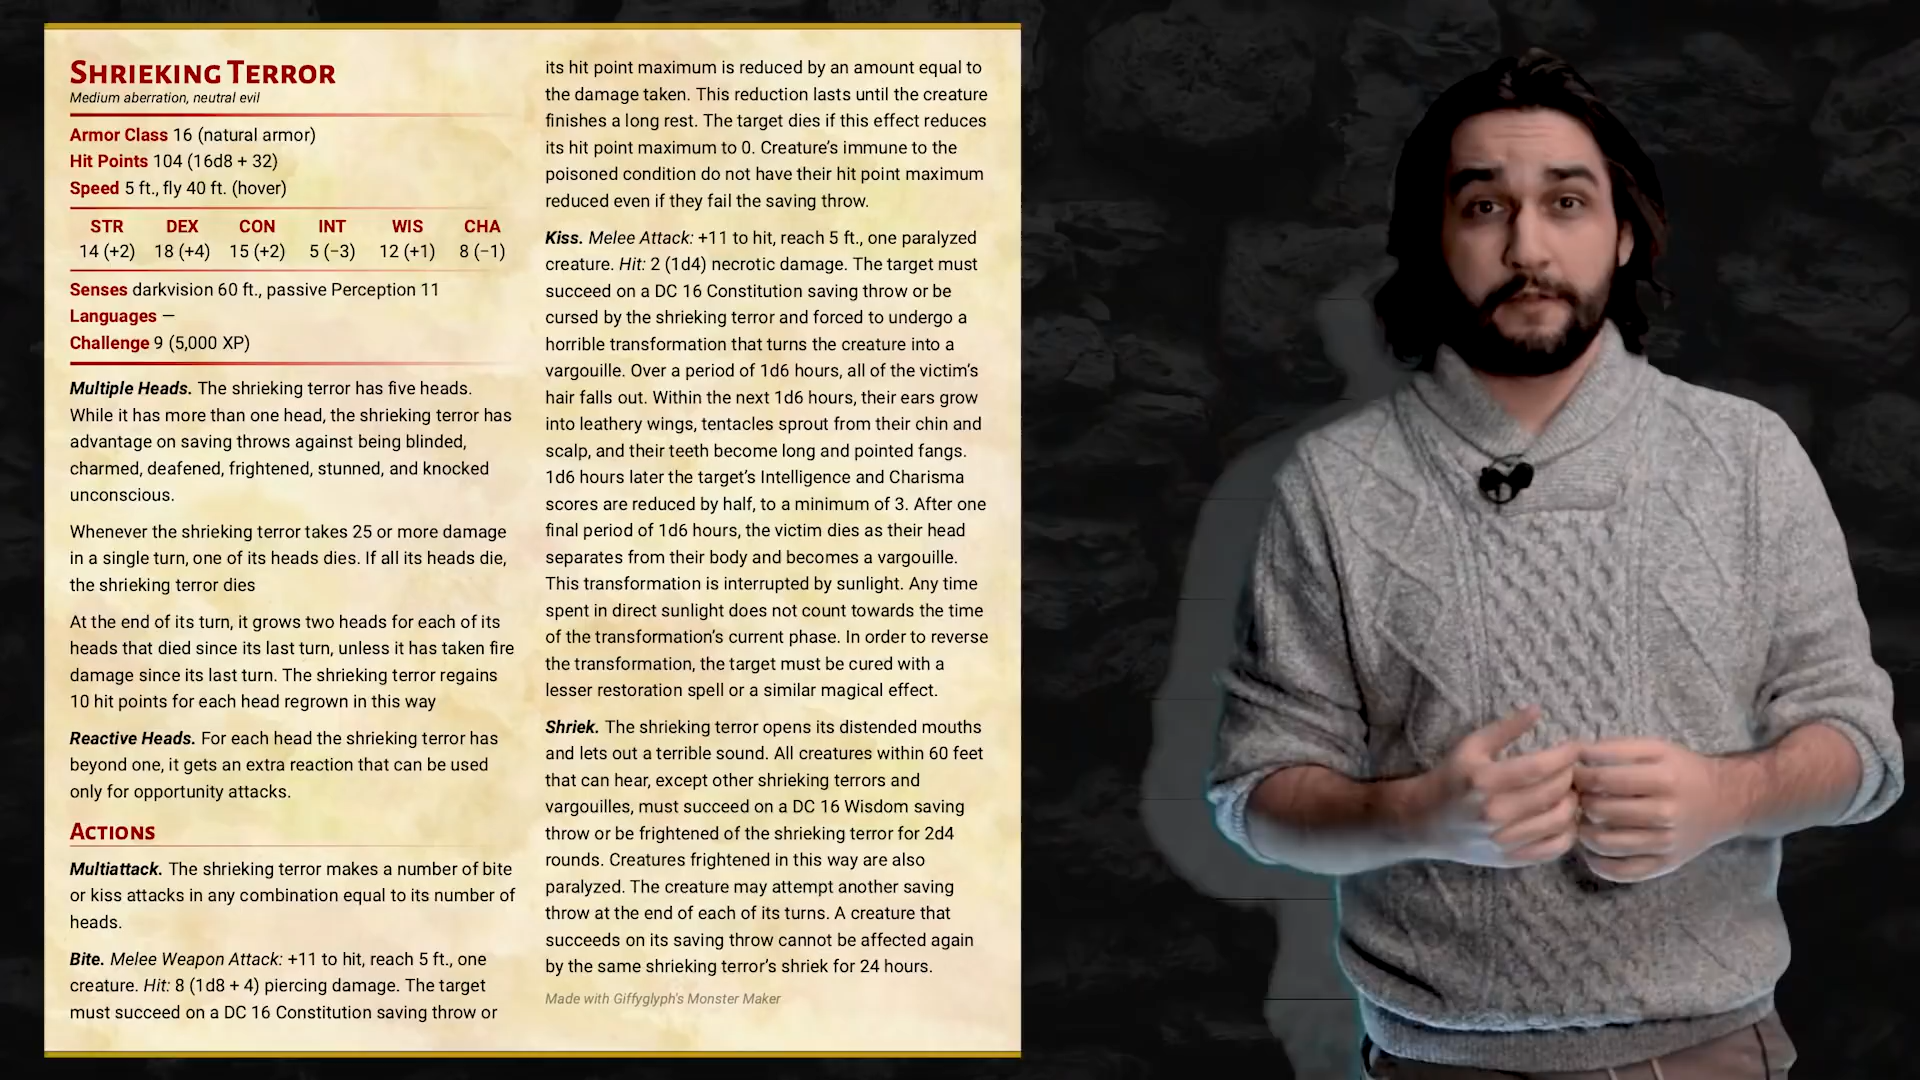 SHRIEKING TERROR
Medium aberration, neutral evil
Armor Class 16 (natural armor)
Hit Points 104 (16d8 + 32)
Speed 5 ft., fly 40 ft. (hover)
STR DEX CON INT WIS CHA
14 (+2) 18 (+4) 15 (+2) 5 (−3) 12 (+1) 8 (−1)
Senses darkvision 60 ft., passive Perception 11
Languages —
Challenge 9 (5,000 XP)
Multiple Heads. The shrieking terror has five heads.
While it has more than one head, the shrieking terror has
advantage on saving throws against being blinded,
charmed, deafened, frightened, stunned, and knocked
unconscious.
Whenever the shrieking terror takes 25 or more damage
in a single turn, one of its heads dies. If all its heads die,
the shrieking terror dies
At the end of its turn, it grows two heads for each of its
heads that died since its last turn, unless it has taken fire
damage since its last turn. The shrieking terror regains
10 hit points for each head regrown in this way
Reactive Heads. For each head the shrieking terror has
beyond one, it gets an extra reaction that can be used
only for opportunity attacks.
ACTIONS
Multiattack. The shrieking terror makes a number of bite
or kiss attacks in any combination equal to its number of
heads.
Bite. Melee Weapon Attack: +11 to hit, reach 5 ft., one
creature. Hit: 8 (1d8 + 4) piercing damage. The target
must succeed on a DC 16 Constitution saving throw or
its hit point maximum is reduced by an amount equal to
the damage taken. This reduction lasts until the creature
finishes a long rest. The target dies if this effect reduces
its hit point maximum to 0. Creature’s immune to the
poisoned condition do not have their hit point maximum
reduced even if they fail the saving throw.
Kiss. Melee Attack: +11 to hit, reach 5 ft., one paralyzed
creature. Hit: 2 (1d4) necrotic damage. The target must
succeed on a DC 16 Constitution saving throw or be
cursed by the shrieking terror and forced to undergo a
horrible transformation that turns the creature into a
vargouille. Over a period of 1d6 hours, all of the victim’s
hair falls out. Within the next 1d6 hours, their ears grow
into leathery wings, tentacles sprout from their chin and
scalp, and their teeth become long and pointed fangs.
1d6 hours later the target’s Intelligence and Charisma
scores are reduced by half, to a minimum of 3. After one
final period of 1d6 hours, the victim dies as their head
separates from their body and becomes a vargouille.
This transformation is interrupted by sunlight. Any time
spent in direct sunlight does not count towards the time
of the transformation’s current phase. In order to reverse
the transformation, the target must be cured with a
lesser restoration spell or a similar magical effect.
Shriek. The shrieking terror opens its distended mouths
and lets out a terrible sound. All creatures within 60 feet
that can hear, except other shrieking terrors and
vargouilles, must succeed on a DC 16 Wisdom saving
throw or be frightened of the shrieking terror for 2d4
rounds. Creatures frightened in this way are also
paralyzed. The creature may attempt another saving
throw at the end of each of its turns. A creature that
succeeds on its saving throw cannot be affected again
by the same shrieking terror’s shriek for 24 hours.
Made with Giffyglyph's Monster Maker